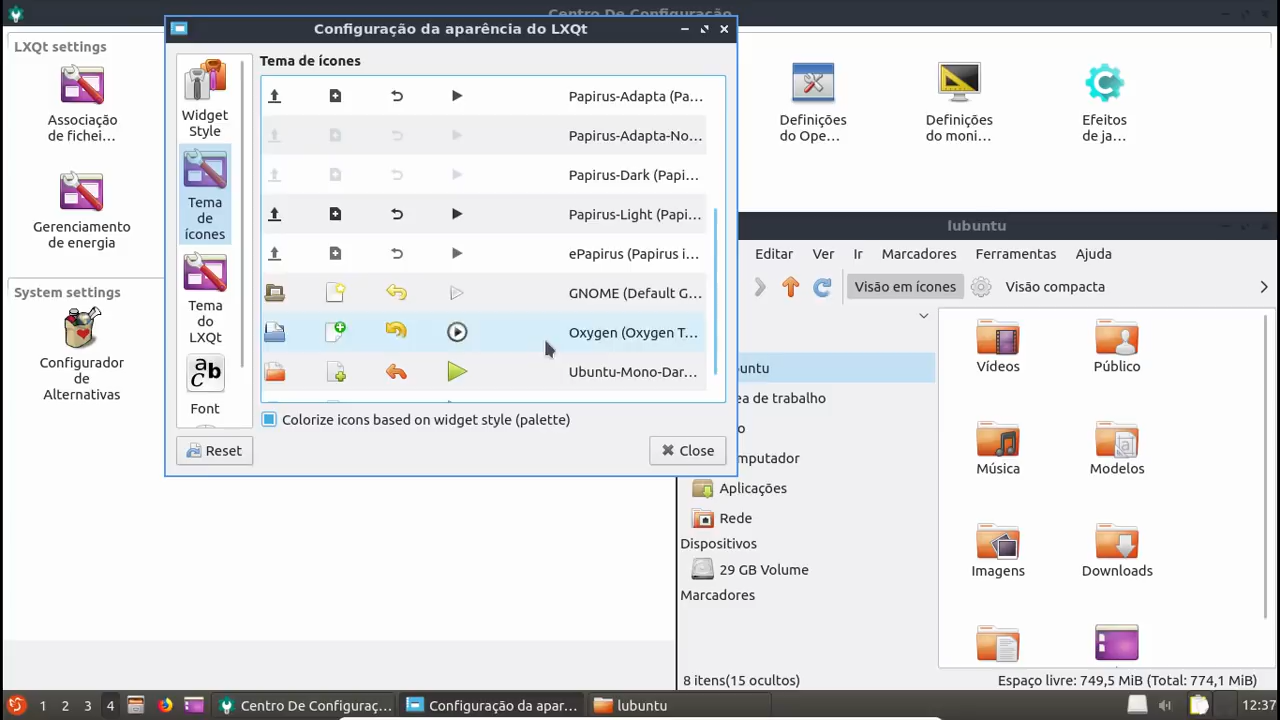 Centro De Configuração
Configuração da aparência do LXQt
LXQt settings
Associação
de fichei...
Gerenciamento
de energia
System settings
Configurador
de
Alternativas
Widget
Style
Tema
de
ícones
Tema
do
LXQt
abc
Font
Reset
Tema de ícones
Papirus-Adapta (Pa...
Papirus-Adapta-No...
Papirus-Dark (Papi...
Papirus-Light (Papi...
ePapirus (Papirus i...
GNOME (Default G...
Oxygen (Oxygen T...
Ubuntu-Mono-Dar...
Colorize icons based on widget style (palette)
Close
Definições
do Ope...
Definições
do moni...
Efeitos
de ja...
lubuntu
Editar Ver Ir Marcadores Ferramentas Ajuda
Visão em ícones Visão compacta
Aplicações
Rede
Dispositivos
29 GB Volume
Marcadores
Vídeos
Público
Música
Modelos
Imagens
Downloads
8 itens(15 ocultos)
Espaço livre: 749,5 MiB (Total: 774,1 MiB)
1 2 3 4
Centro De Configuraç...
Configuração da apar...
lubuntu
12:37